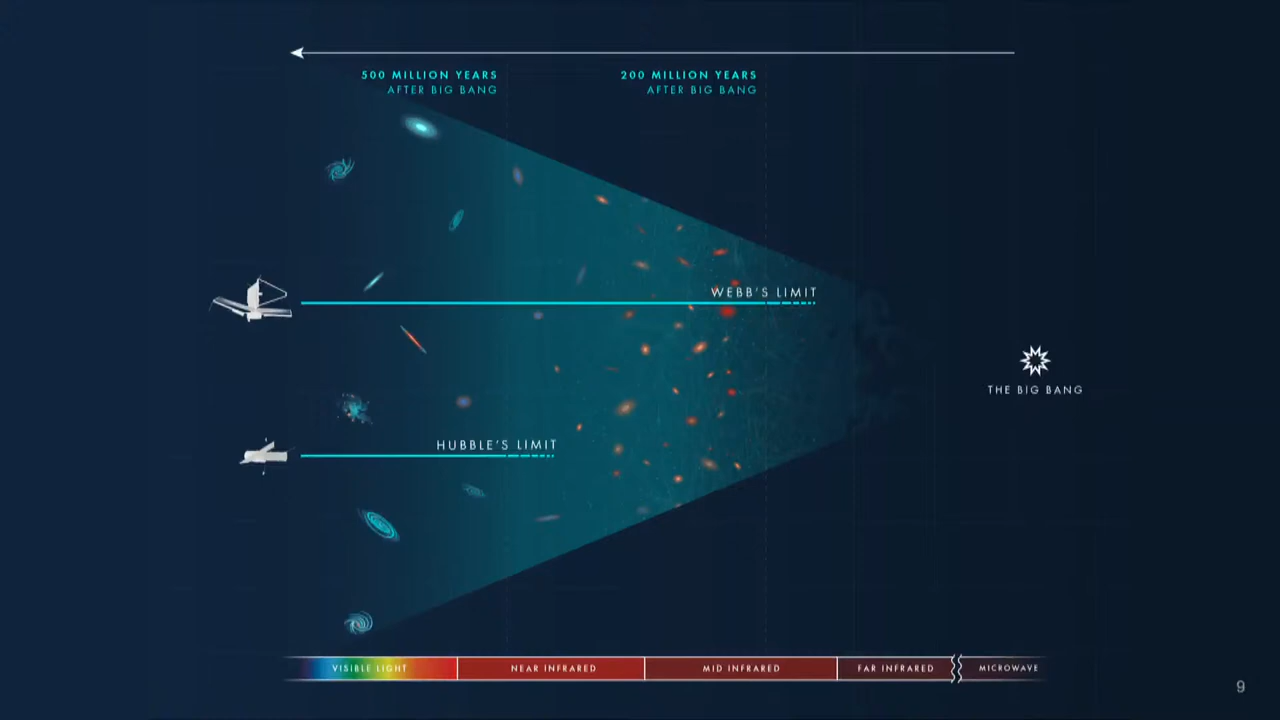 500 MILLION YEARS
AFTER BIG BANG
200 MILLION YEARS
AFTER BIG BANG
WEBB'S LIMIT
THE BIG BANG
HUBBLE'S LIMIT
VISIBLE LIGHT
NEAR INFRARED
MID INFRARED
FAR INFRARED
MICROWAVE
9